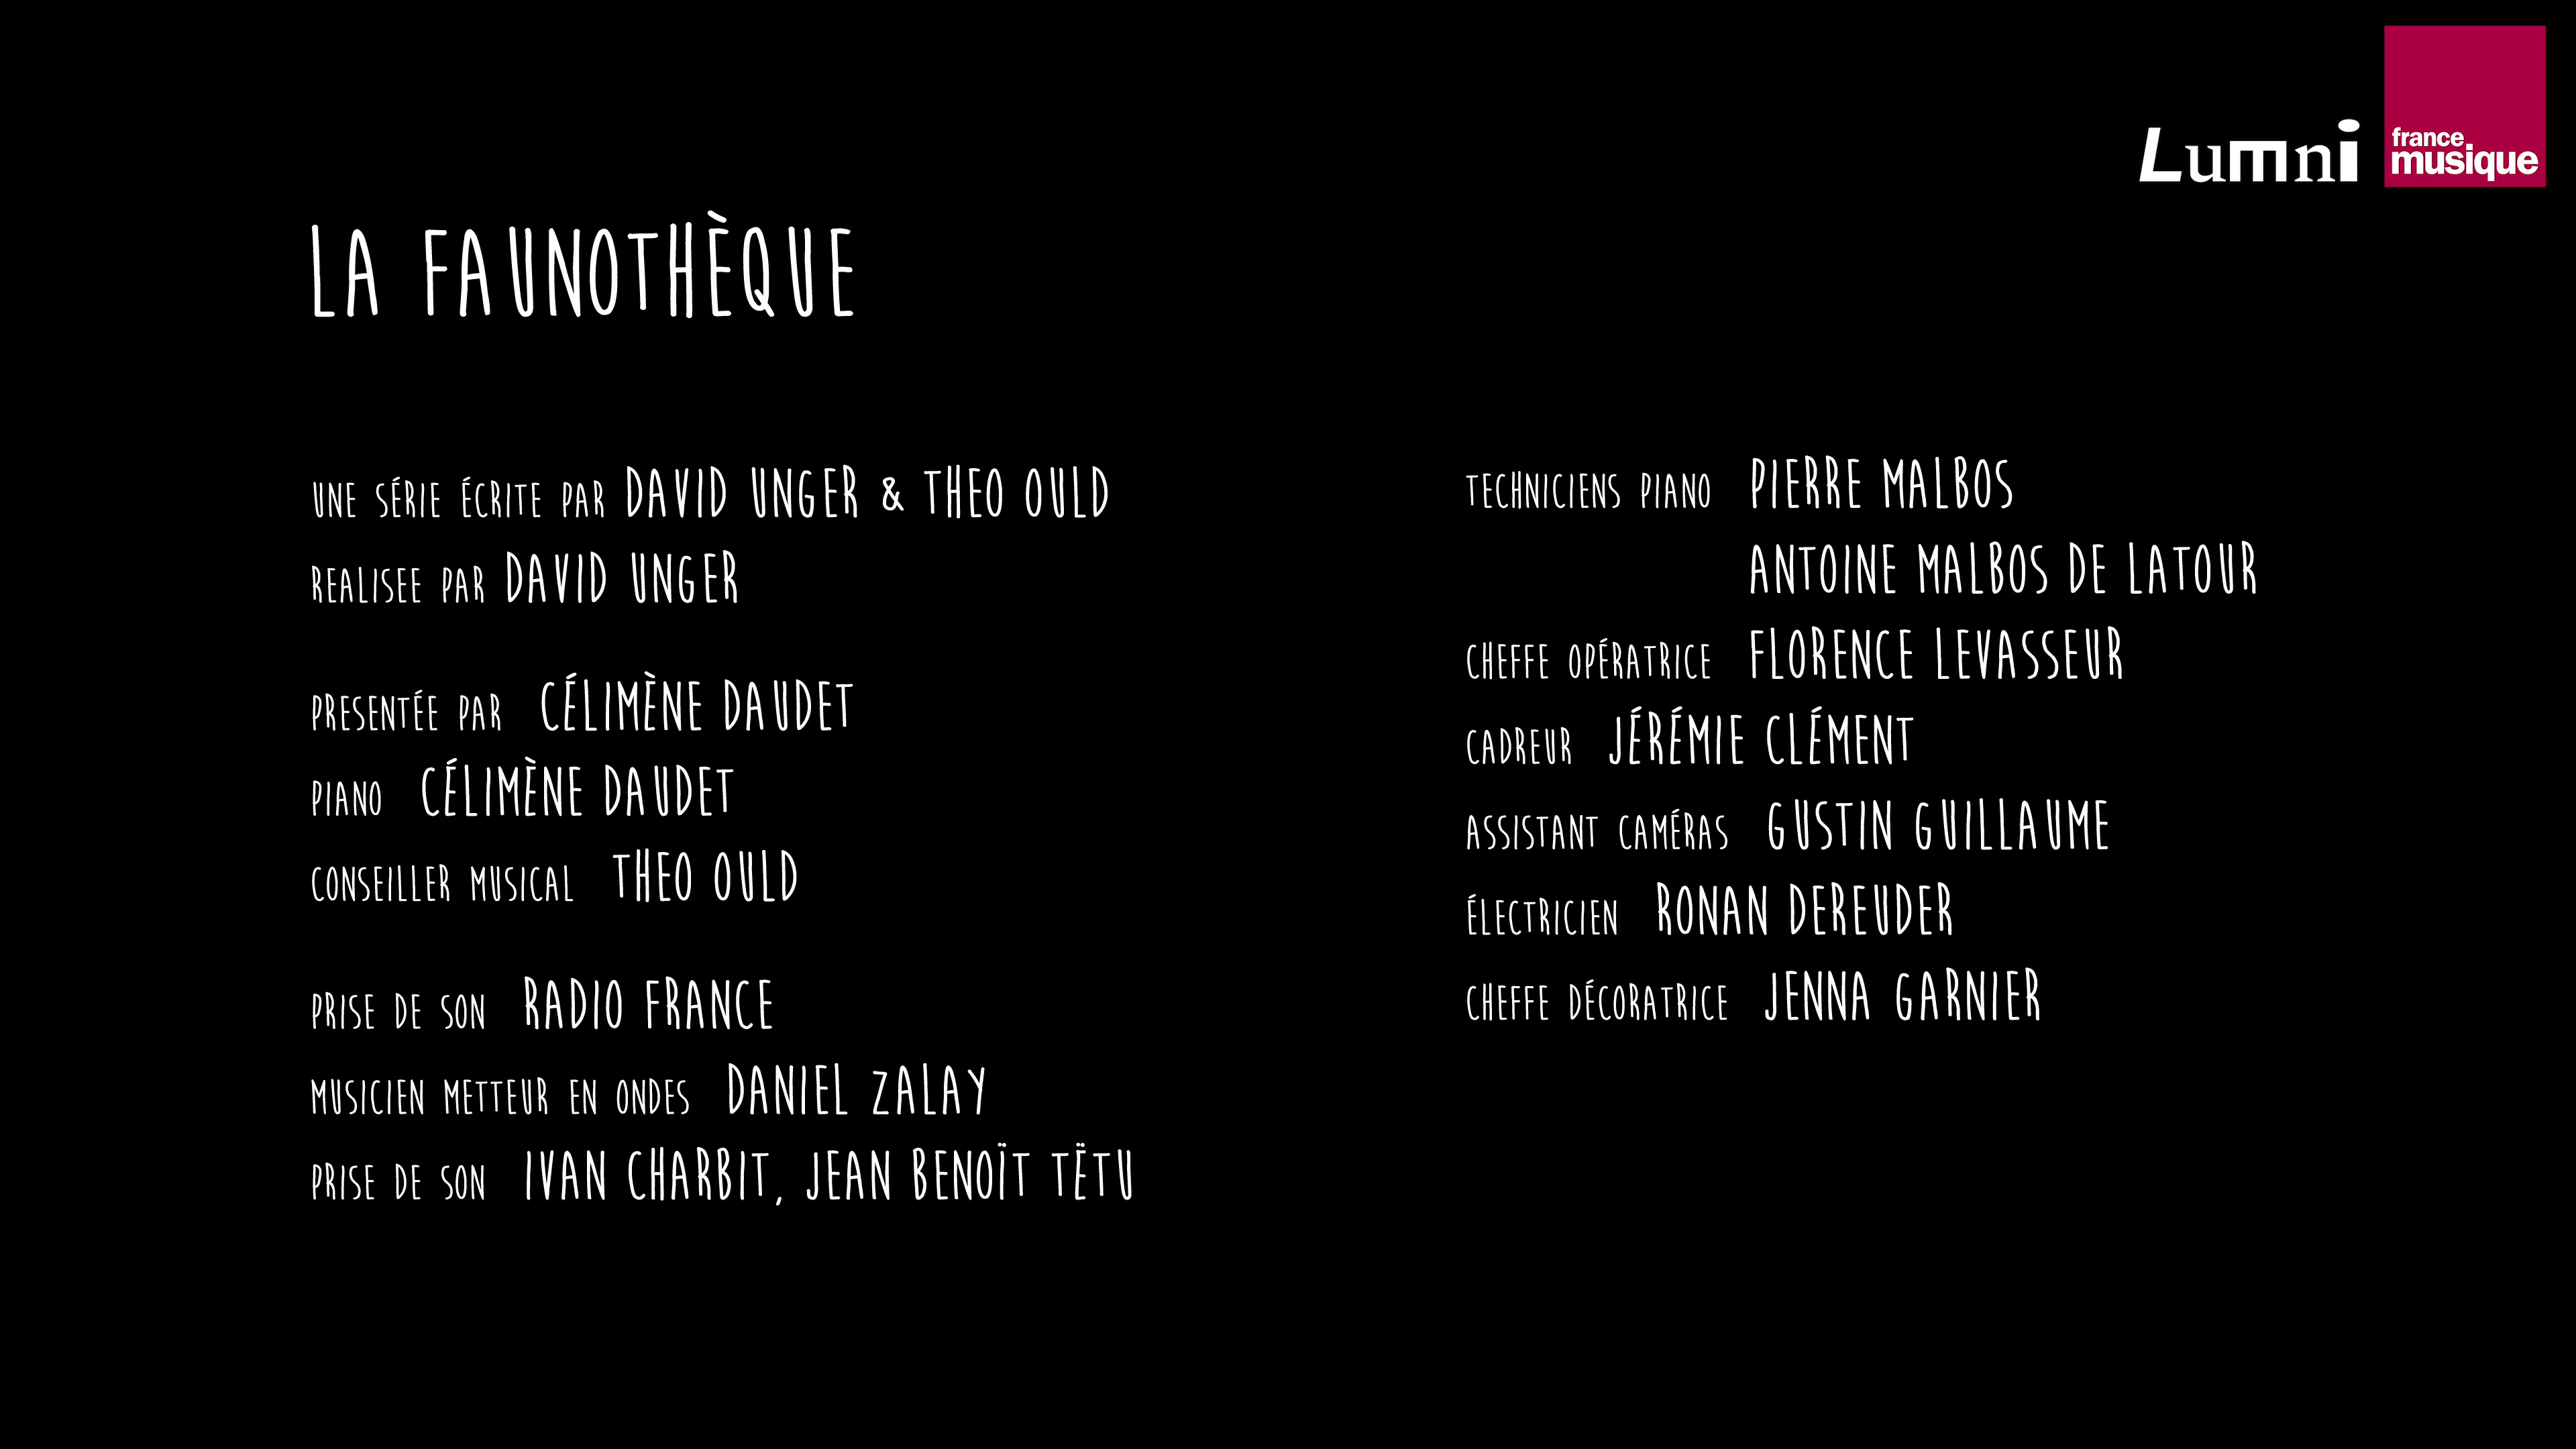 Lumni
france
musique
LA FAUNOTHÈQUE
UNE SÉRIE ÉCRITE PAR DAVID UNGER & THEO OULD
REALISEE PAR DAVID UNGER
PRESENTÉE PAR CÉLIMÈNE DAUDET
PIANO CÉLIMÈNE DAUDET
CONSEILLER MUSICAL THEO OULD
PRISE DE SON RADIO FRANCE
MUSICIEN METTEUR EN ONDES DANIEL ZALAY
PRISE DE SON IVAN CHARBIT, JEAN BENOÏT TËTU
TECHNICIENS PIANO PIERRE MALBOS
ANTOINE MALBOS DE LATOUR
CHEFFE OPÉRATRICE FLORENCE LEVASSEUR
CADREUR JÉRÉMIE CLÉMENT
ASSISTANT CAMÉRAS GUSTIN GUILLAUME
ÉLECTRICIEN RONAN DEREUDER
CHEFFE DÉCORATRICE JENNA GARNIER